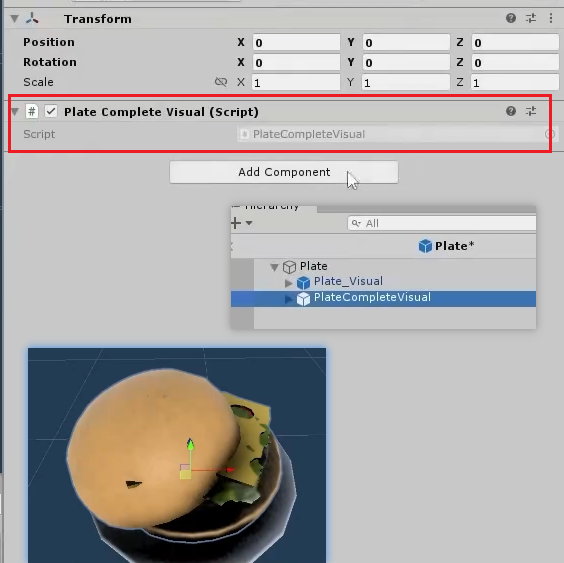 Transform
Position X 0 Y 0 Z 0
Rotation X 0 Y 0 Z 0
Scale X 1 Y 1 Z 1
# Plate Complete Visual (Script)
Script PlateCompleteVisual
Add Component
Hierarchy
All
Plate*
Plate
Plate_Visual
PlateCompleteVisual